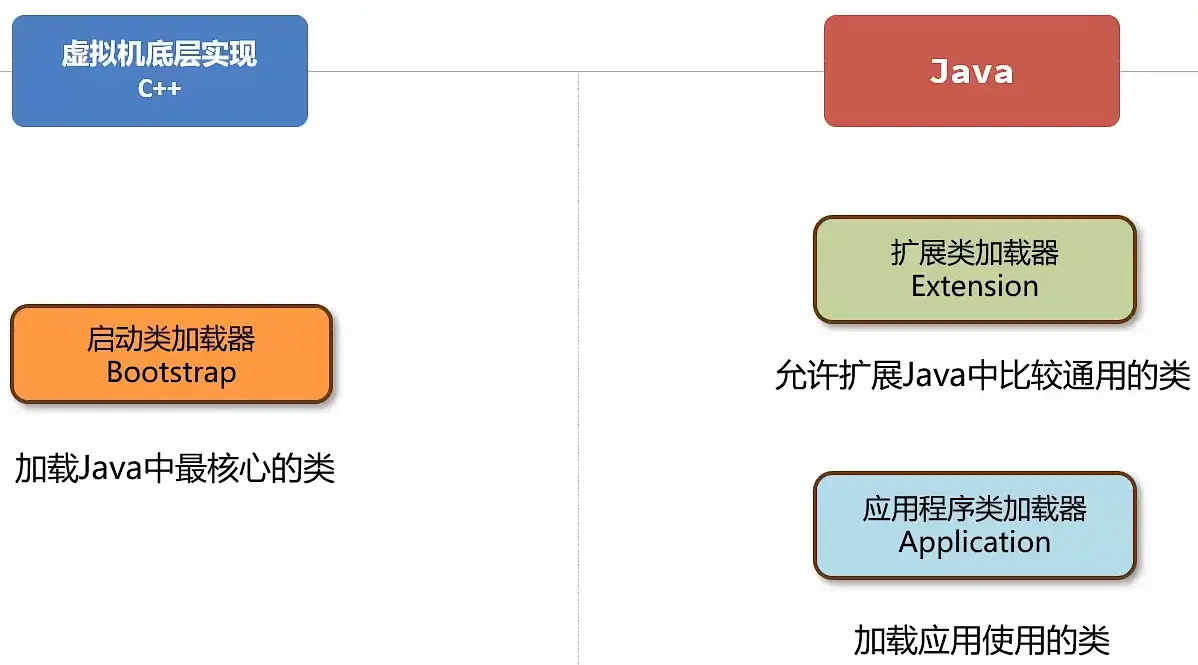 虚拟机底层实现
C++
Java
启动类加载器
Bootstrap
加载Java中最核心的类
扩展类加载器
Extension
允许扩展Java中比较通用的类
应用程序类加载器
Application
加载应用使用的类